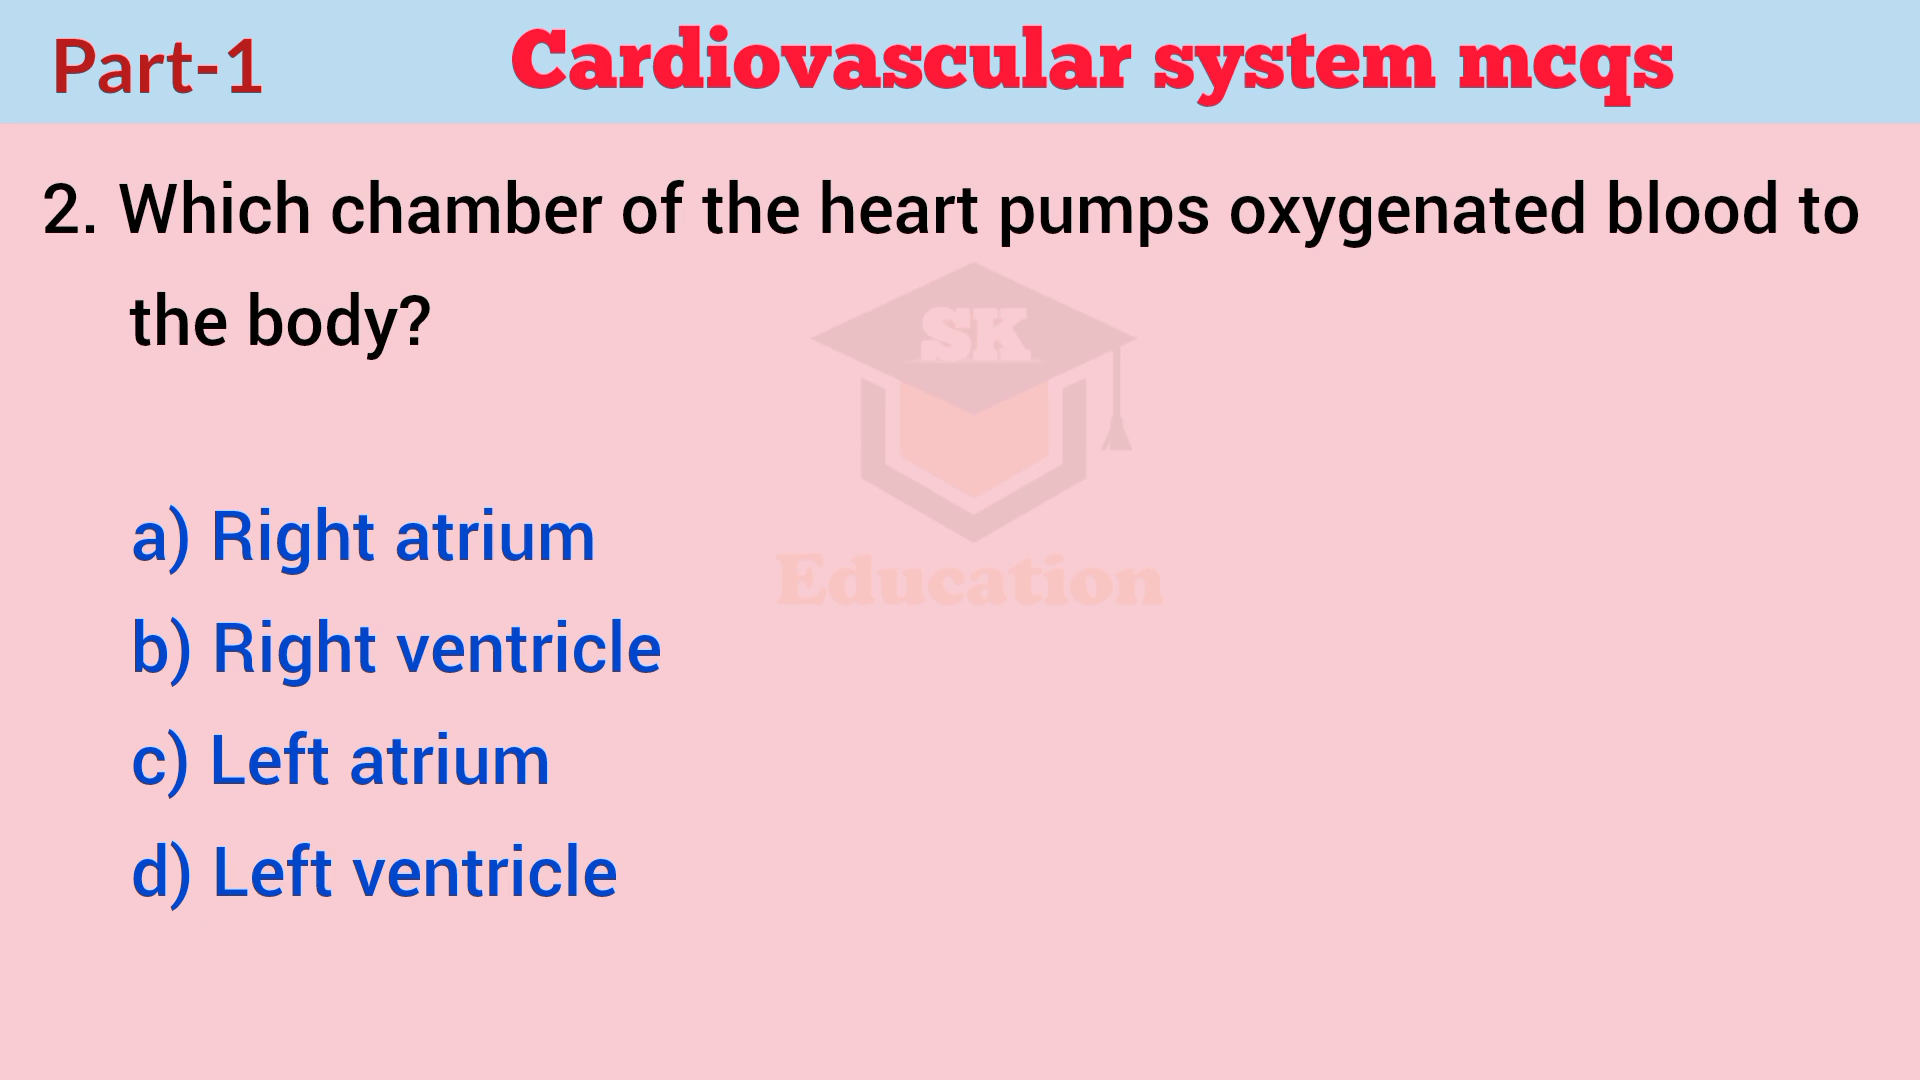 Part-1
Cardiovascular system mcqs
2. Which chamber of the heart pumps oxygenated blood to
the body?
SK
Education
a) Right atrium
b) Right ventricle
c) Left atrium
d) Left ventricle